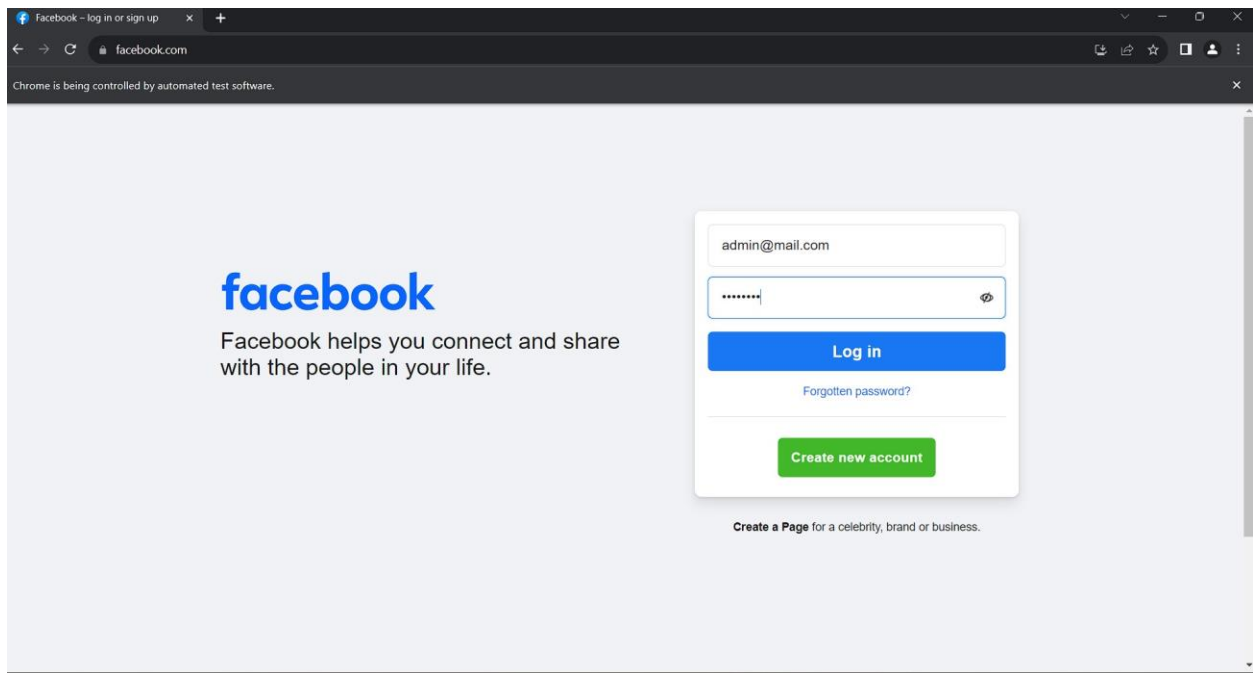 Facebook – log in or sign up
facebook.com
Chrome is being controlled by automated test software.
admin@mail.com
facebook
••••••••
Facebook helps you connect and share
with the people in your life.
Log in
Forgotten password?
Create new account
Create a Page for a celebrity, brand or business.